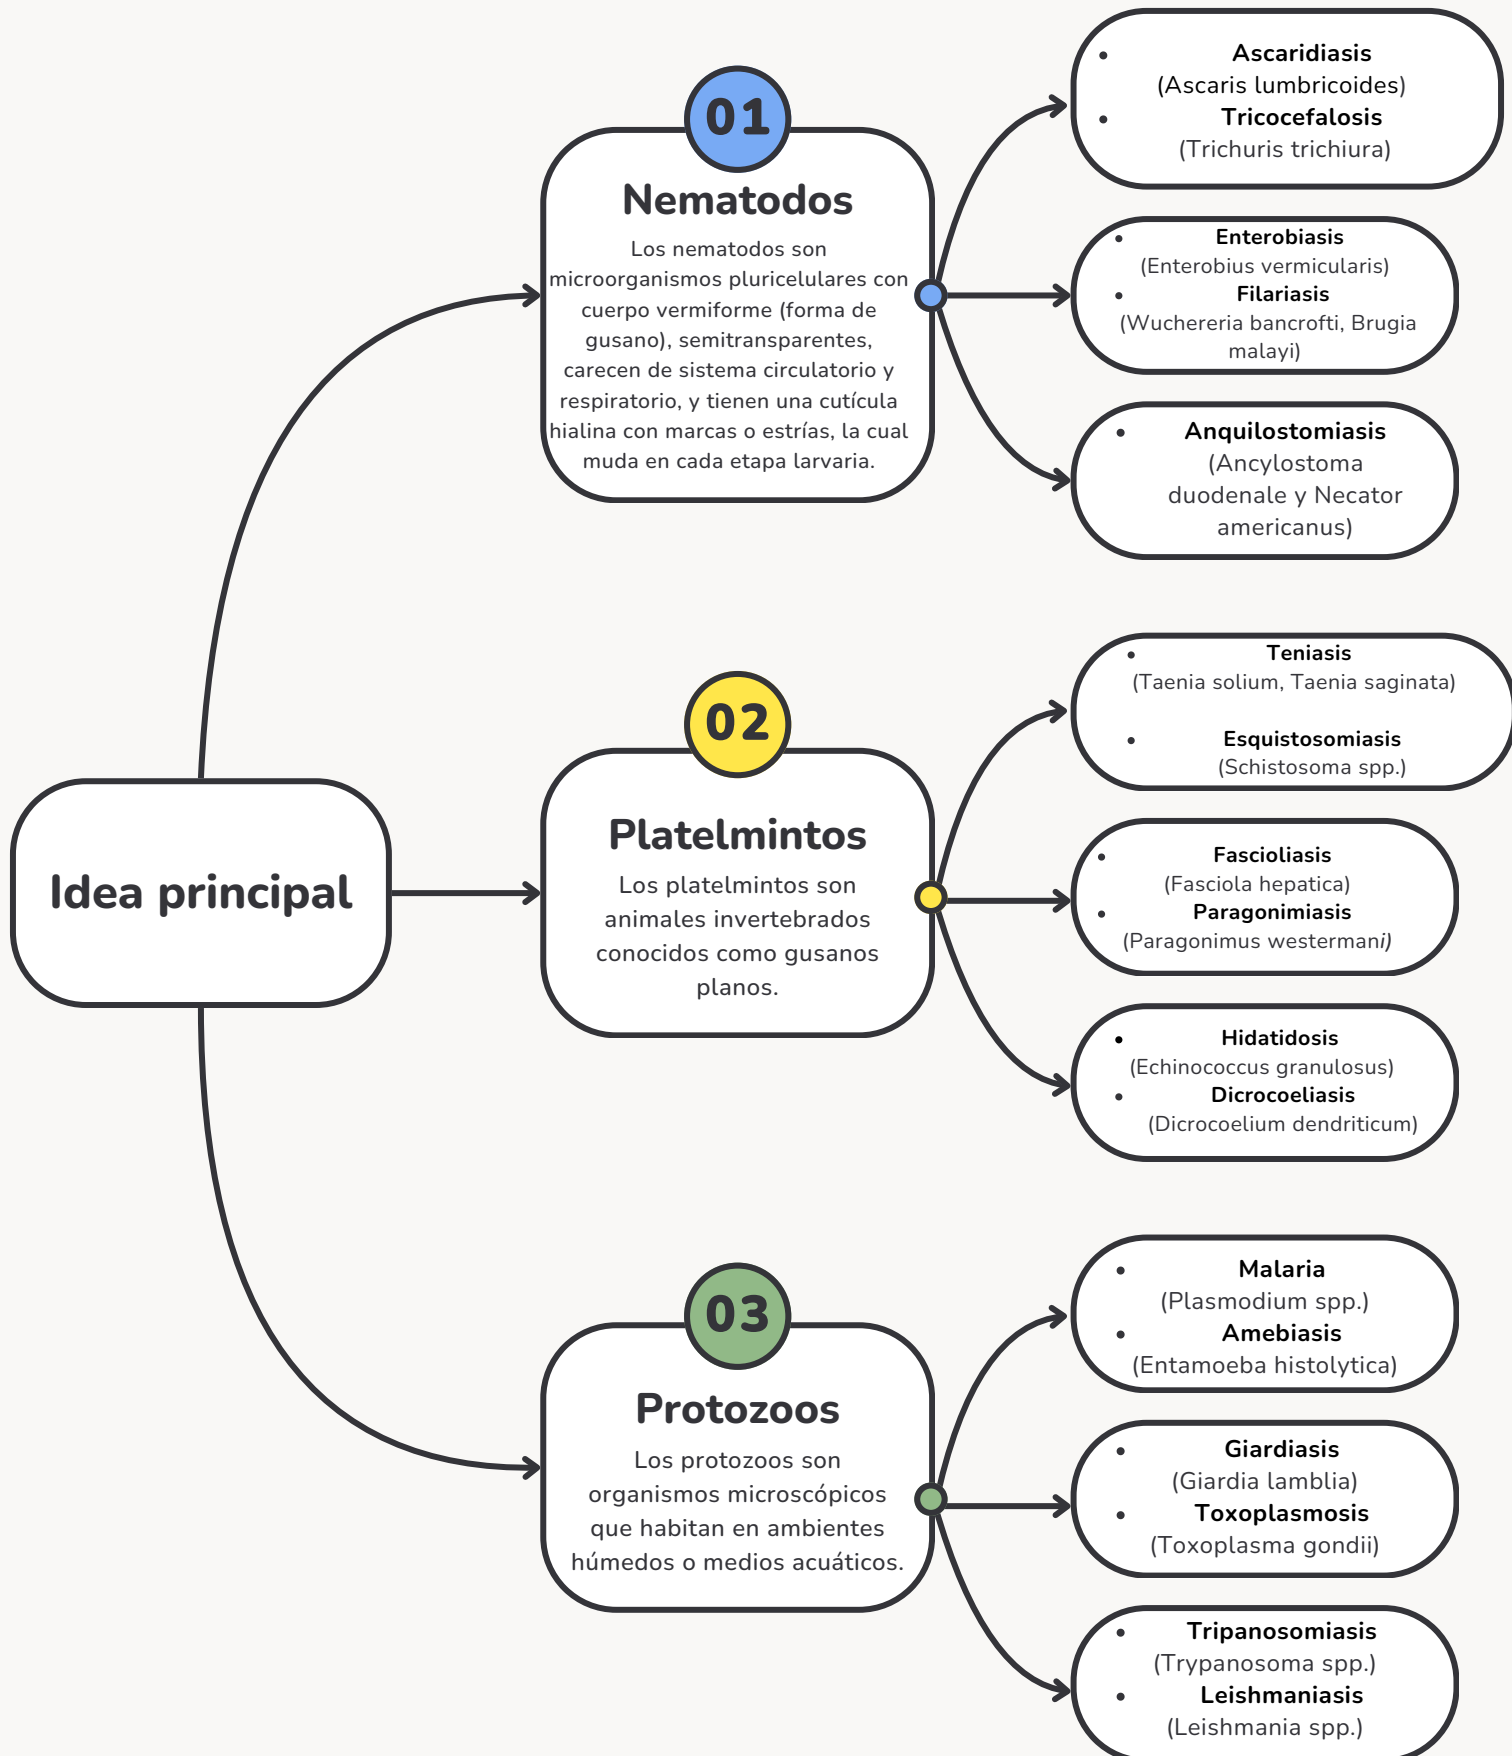 Idea principal
01
Nematodos
Los nematodos son
microorganismos pluricelulares con
cuerpo vermiforme (forma de
gusano), semitransparentes,
carecen de sistema circulatorio y
respiratorio, y tienen una cutícula
hialina con marcas o estrías, la cual
muda en cada etapa larvaria.
• Ascaridiasis
(Ascaris lumbricoides)
• Tricocefalosis
(Trichuris trichiura)
• Enterobiasis
(Enterobius vermicularis)
• Filariasis
(Wuchereria bancrofti, Brugia
malayi)
• Anquilostomiasis
(Ancylostoma
duodenale y Necator
americanus)
02
Platelmintos
Los platelmintos son
animales invertebrados
conocidos como gusanos
planos.
• Teniasis
(Taenia solium, Taenia saginata)
• Esquistosomiasis
(Schistosoma spp.)
• Fascioliasis
(Fasciola hepatica)
• Paragonimiasis
(Paragonimus westermani)
• Hidatidosis
(Echinococcus granulosus)
• Dicrocoeliasis
(Dicrocoelium dendriticum)
03
Protozoos
Los protozoos son
organismos microscópicos
que habitan en ambientes
húmedos o medios acuáticos.
• Malaria
(Plasmodium spp.)
• Amebiasis
(Entamoeba histolytica)
• Giardiasis
(Giardia lamblia)
• Toxoplasmosis
(Toxoplasma gondii)
• Tripanosomiasis
(Trypanosoma spp.)
• Leishmaniasis
(Leishmania spp.)